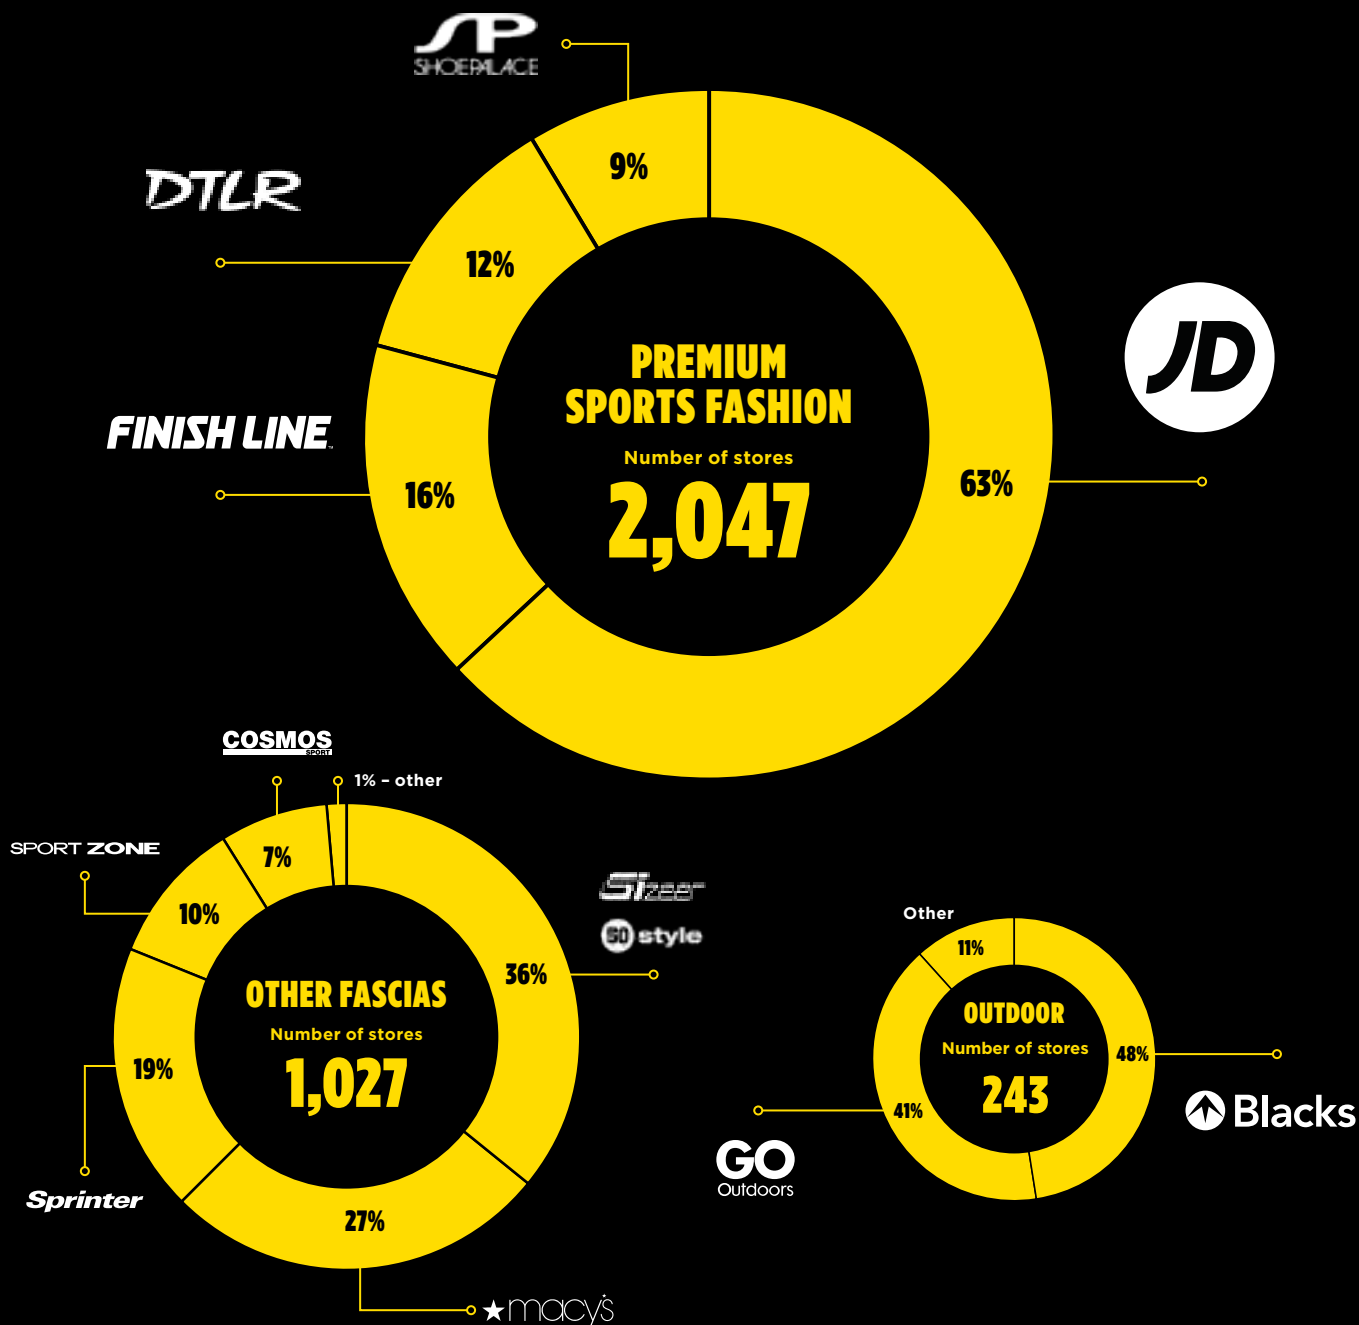 SP
SHOEPALACE
9%
DTLR
12%
JD
PREMIUM
SPORTS FASHION
Number of stores
2,047
FINISH LINE
16%
63%
COSMOS
SPORT
1% – other
SPORT ZONE
7%
10%
Sizeer
50 style
36%
OTHER FASCIAS
Number of stores
1,027
19%
Sprinter
27%
macy's
Other
11%
OUTDOOR
Number of stores
243
48%
41%
Blacks
GO
Outdoors